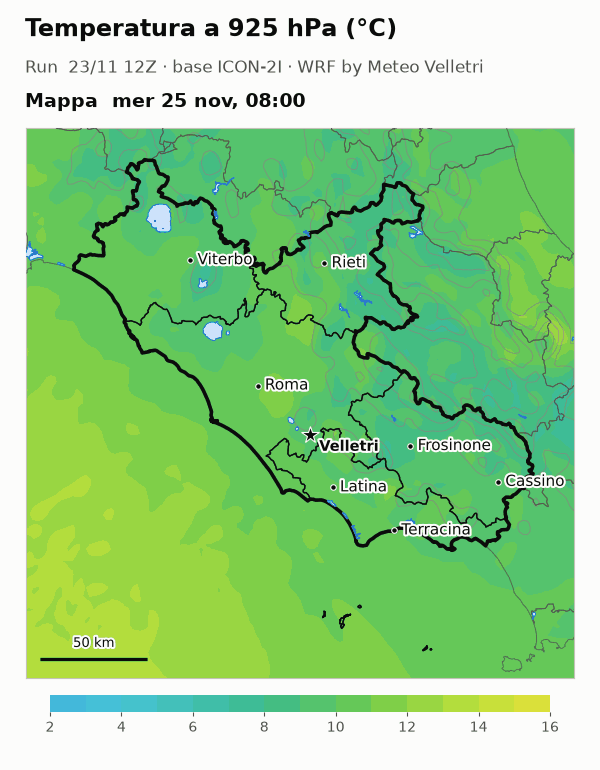 Temperatura a 925 hPa (°C)
Run  23/11 12Z · base ICON-2I · WRF by Meteo Velletri
Mappa  mer 25 nov, 08:00
Viterbo
Rieti
Roma
Velletri
Frosinone
Latina
Cassino
Terracina
50 km
2 4 6 8 10 12 14 16